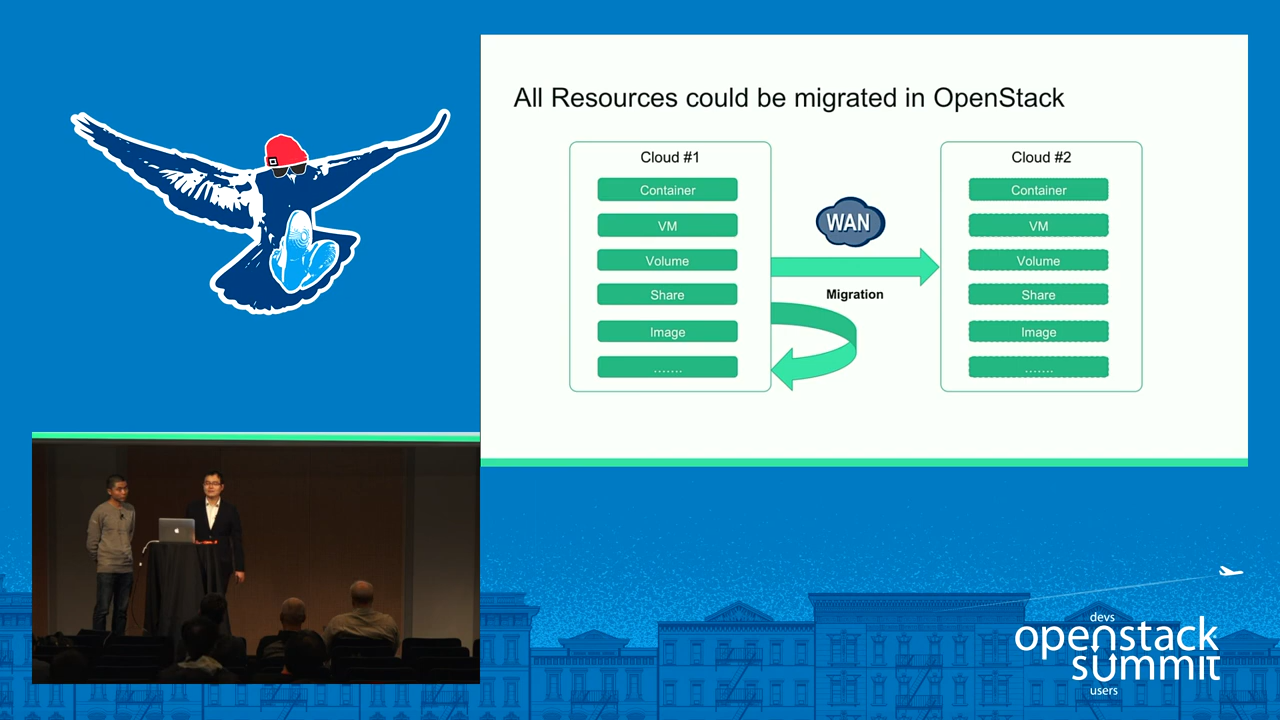 All Resources could be migrated in OpenStack
Cloud #1
Container
VM
Volume
Share
Image
.......
WAN
Migration
Cloud #2
Container
VM
Volume
Share
Image
.......
devs
openstack
summit
users